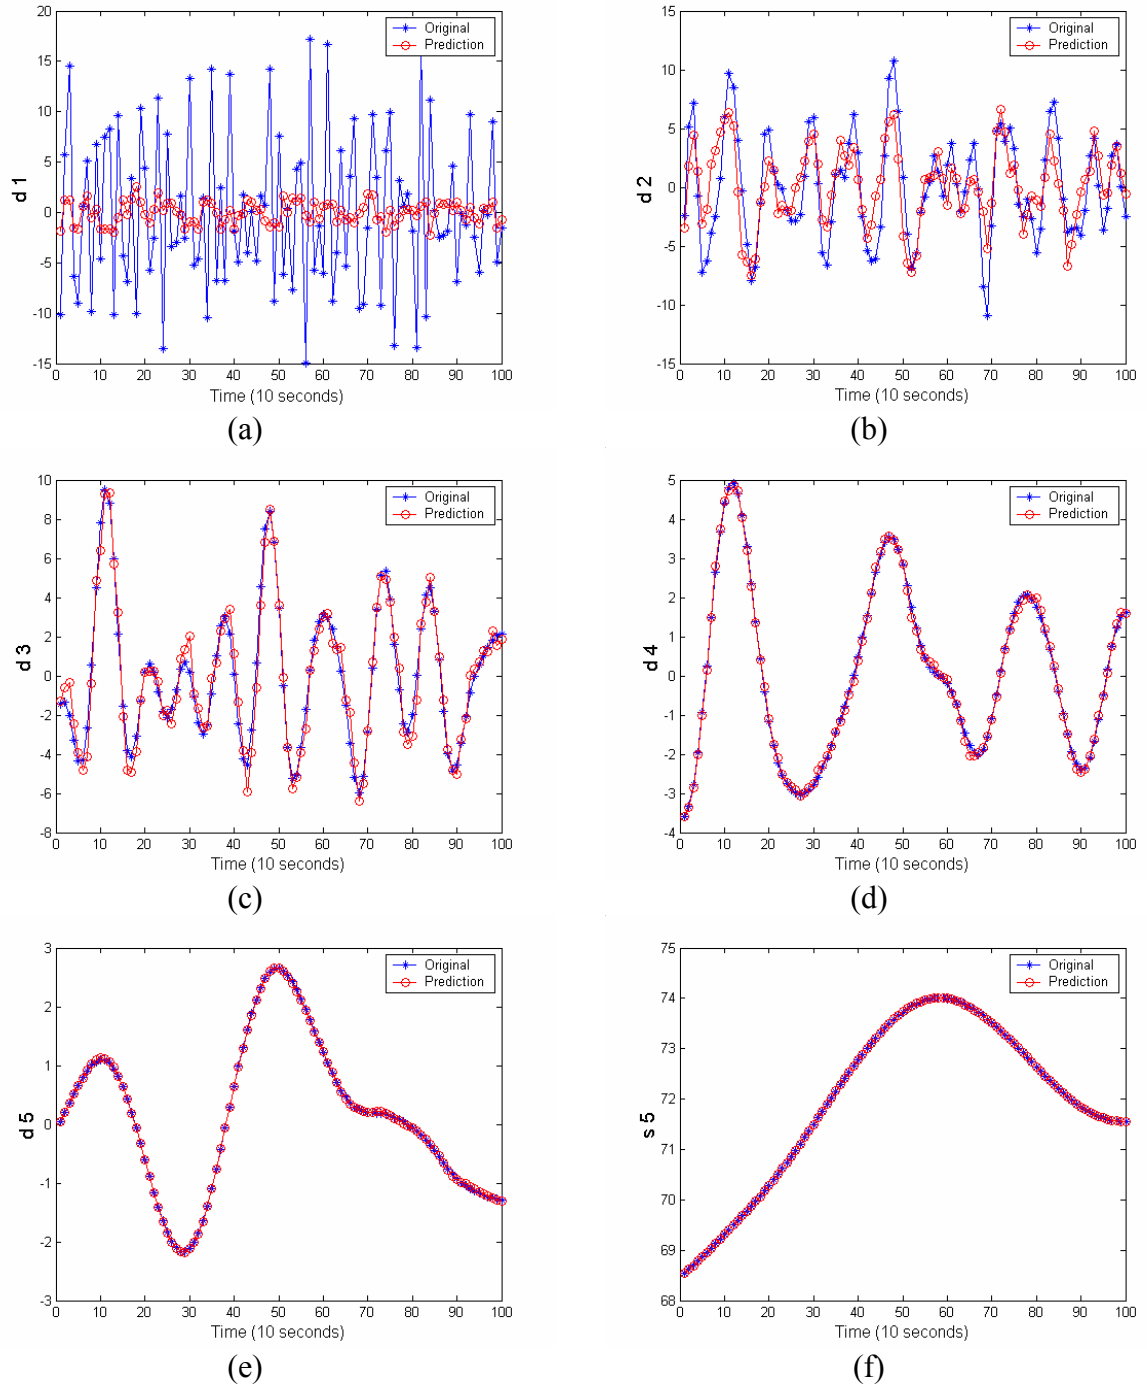 20
15
10
5
0
-5
-10
-15
d 1
Original
Prediction
0 10 20 30 40 50 60 70 80 90 100
Time (10 seconds)
(a)
15
10
5
0
-5
-10
-15
d 2
Original
Prediction
0 10 20 30 40 50 60 70 80 90 100
Time (10 seconds)
(b)
10
8
6
4
2
0
-2
-4
-6
-8
d 3
Original
Prediction
0 10 20 30 40 50 60 70 80 90 100
Time (10 seconds)
(c)
5
4
3
2
1
0
-1
-2
-3
-4
d 4
Original
Prediction
0 10 20 30 40 50 60 70 80 90 100
Time (10 seconds)
(d)
3
2
1
0
-1
-2
-3
d 5
Original
Prediction
0 10 20 30 40 50 60 70 80 90 100
Time (10 seconds)
(e)
75
74
73
72
71
70
69
68
s 5
Original
Prediction
0 10 20 30 40 50 60 70 80 90 100
Time (10 seconds)
(f)